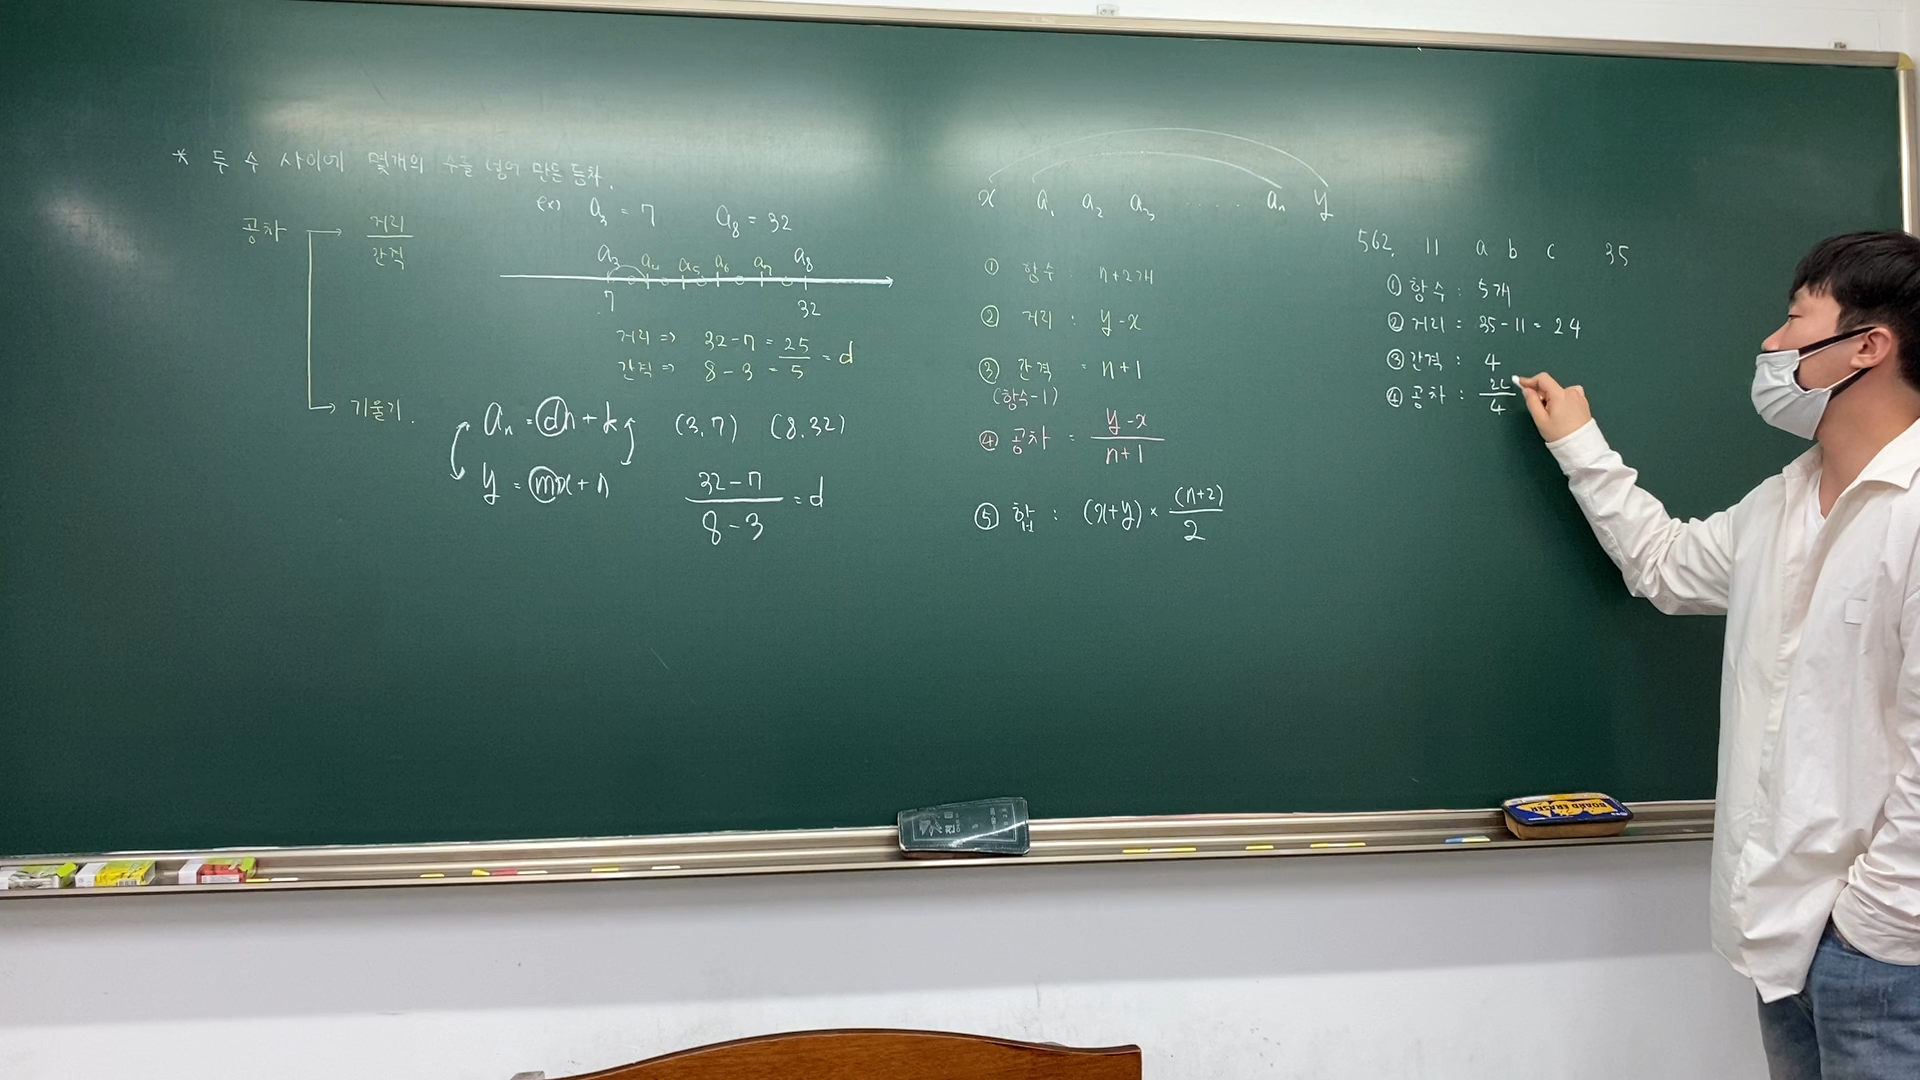 * 두 수 사이에 몇개의 수를 넣어 만든 등차.
공차 → 거리/간격
→ 기울기.
ex) a₃ = 7 a₈ = 32
a₃ a₄ a₅ a₆ a₇ a₈
7 32
거리 ⇒ 32-7 = 25
간격 ⇒ 8-3 = 5
= d
aₙ = dn + k (3,7) (8,32)
y = mx + n
32-7 / 8-3 = d
x a₁ a₂ a₃ ...... aₙ y
① 항수 : n+2개
② 거리 : y-x
③ 간격 = n+1
(항수-1)
④ 공차 = y-x / n+1
⑤ 합 : (x+y) × (n+2)/2
562. 11 a b c 35
① 항수 : 5개
② 거리 = 35-11 = 24
③ 간격 : 4
④ 공차 :
4
BOARD ERASER